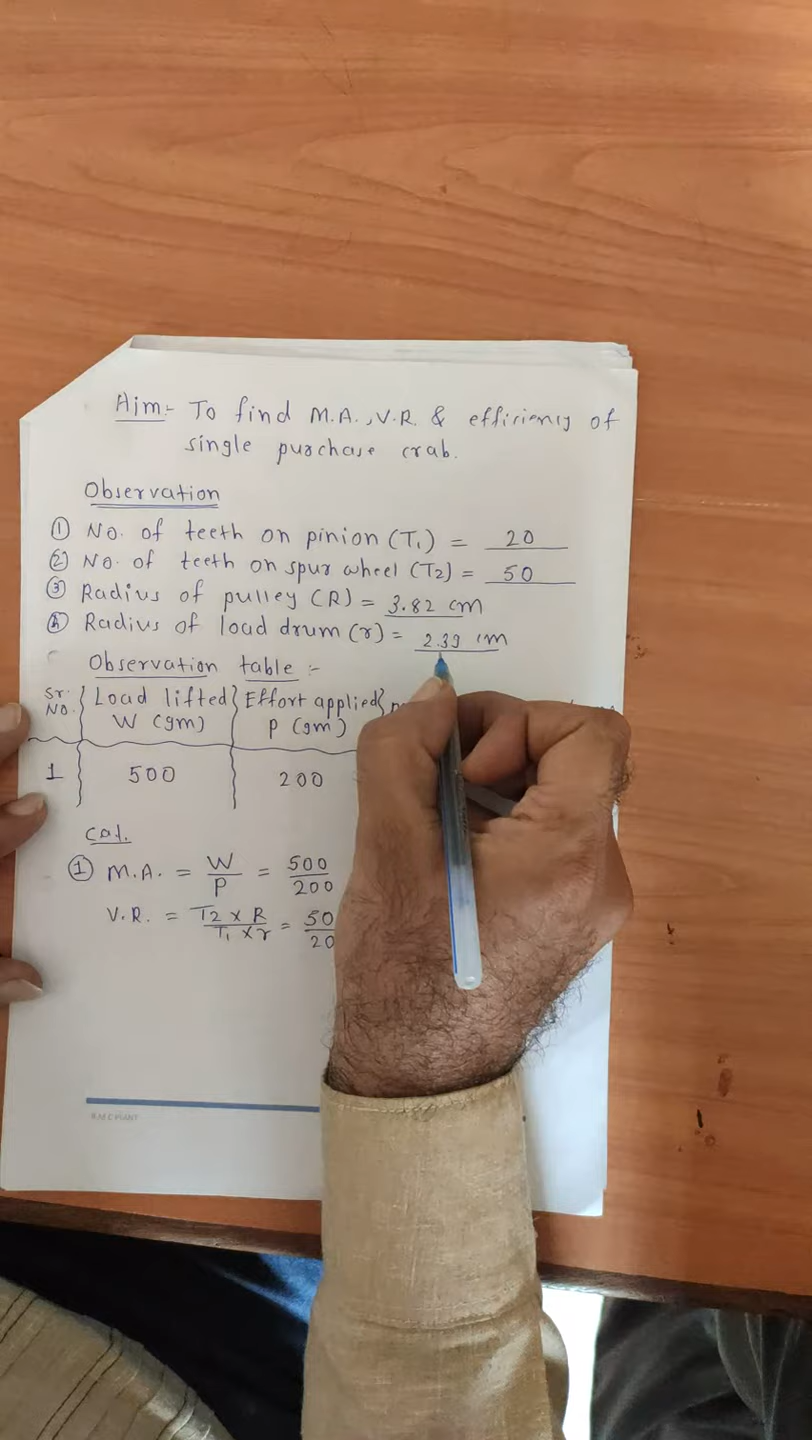 Aim:- To find M.A., V.R. & efficiency of
single purchase crab.
Observation
① No. of teeth on pinion (T1) = 20
② No. of teeth on spur wheel (T2) = 50
③ Radius of pulley (R) = 3.82 cm
④ Radius of load drum (r) = 2.39 cm
Observation table :-
Sr. No. Load lifted W (gm) Effort applied P (gm)
1 500 200
Cal.
① M.A. = W/P = 500/200
V.R. = T2 x R / T1 x r = 50/20
R.M.C PLANT